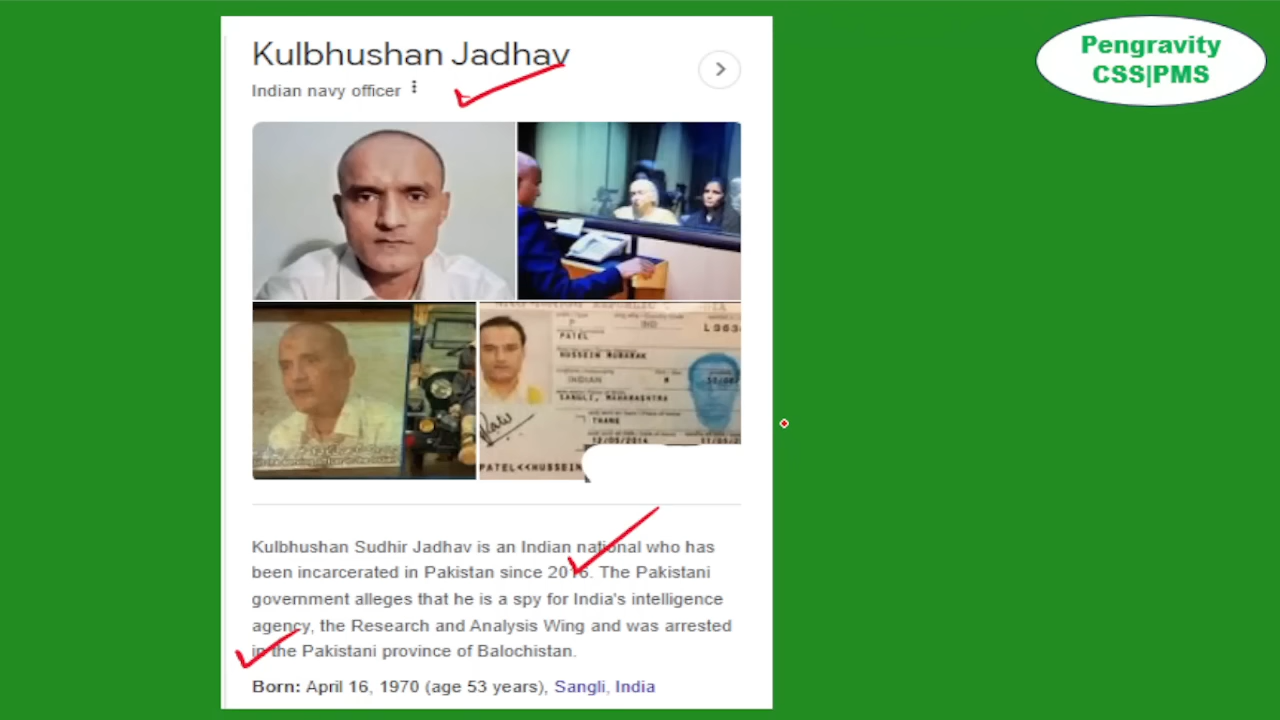 Kulbhushan Jadhav
Indian navy officer
Pengravity
CSS|PMS
PATEL
HUSSEIN MUBARAK
INDIAN
SANGLI, MAHARASHTRA
THANE
PATEL<<HUSSEIN
Kulbhushan Sudhir Jadhav is an Indian national who has
been incarcerated in Pakistan since 2016. The Pakistani
government alleges that he is a spy for India's intelligence
agency, the Research and Analysis Wing and was arrested
in the Pakistani province of Balochistan.
Born: April 16, 1970 (age 53 years), Sangli, India